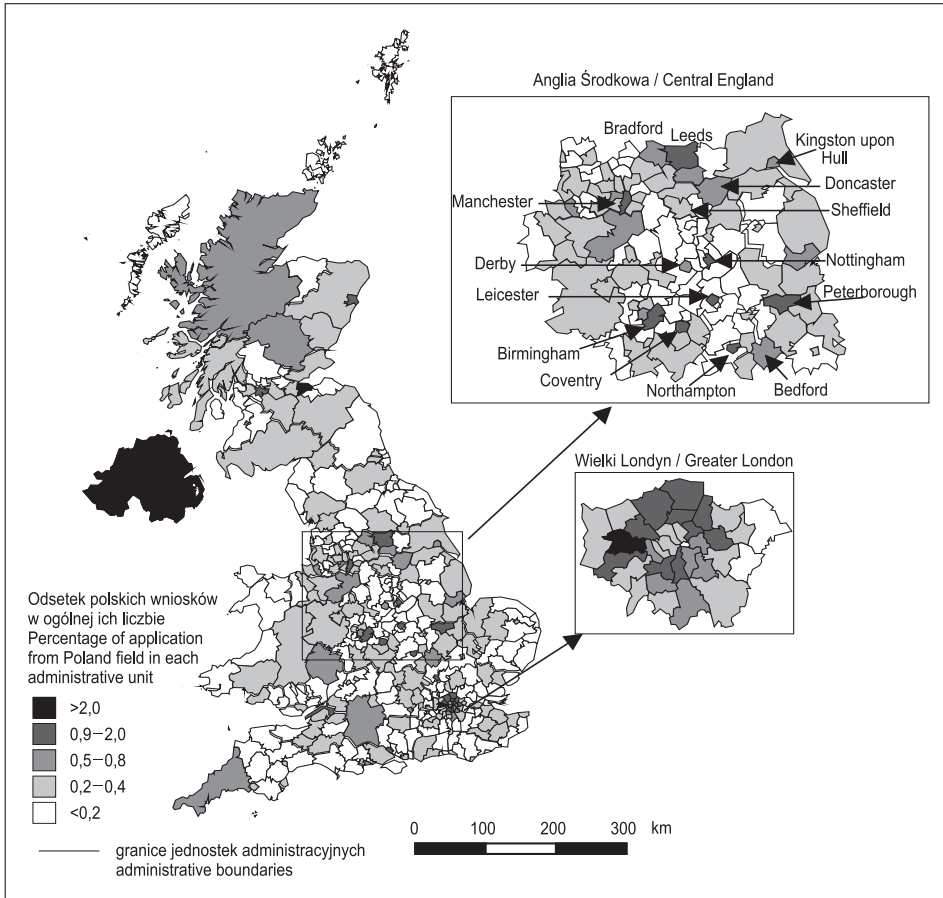 Anglia Środkowa / Central England
Bradford
Leeds
Kingston upon
Hull
Doncaster
Manchester
Sheffield
Derby
Nottingham
Leicester
Peterborough
Birmingham
Coventry
Northampton
Bedford
Wielki Londyn / Greater London
Odsetek polskich wniosków
w ogólnej ich liczbie
Percentage of application
from Poland field in each
administrative unit
>2,0
0,9–2,0
0,5–0,8
0,2–0,4
<0,2
granice jednostek administracyjnych
administrative boundaries
0 100 200 300 km